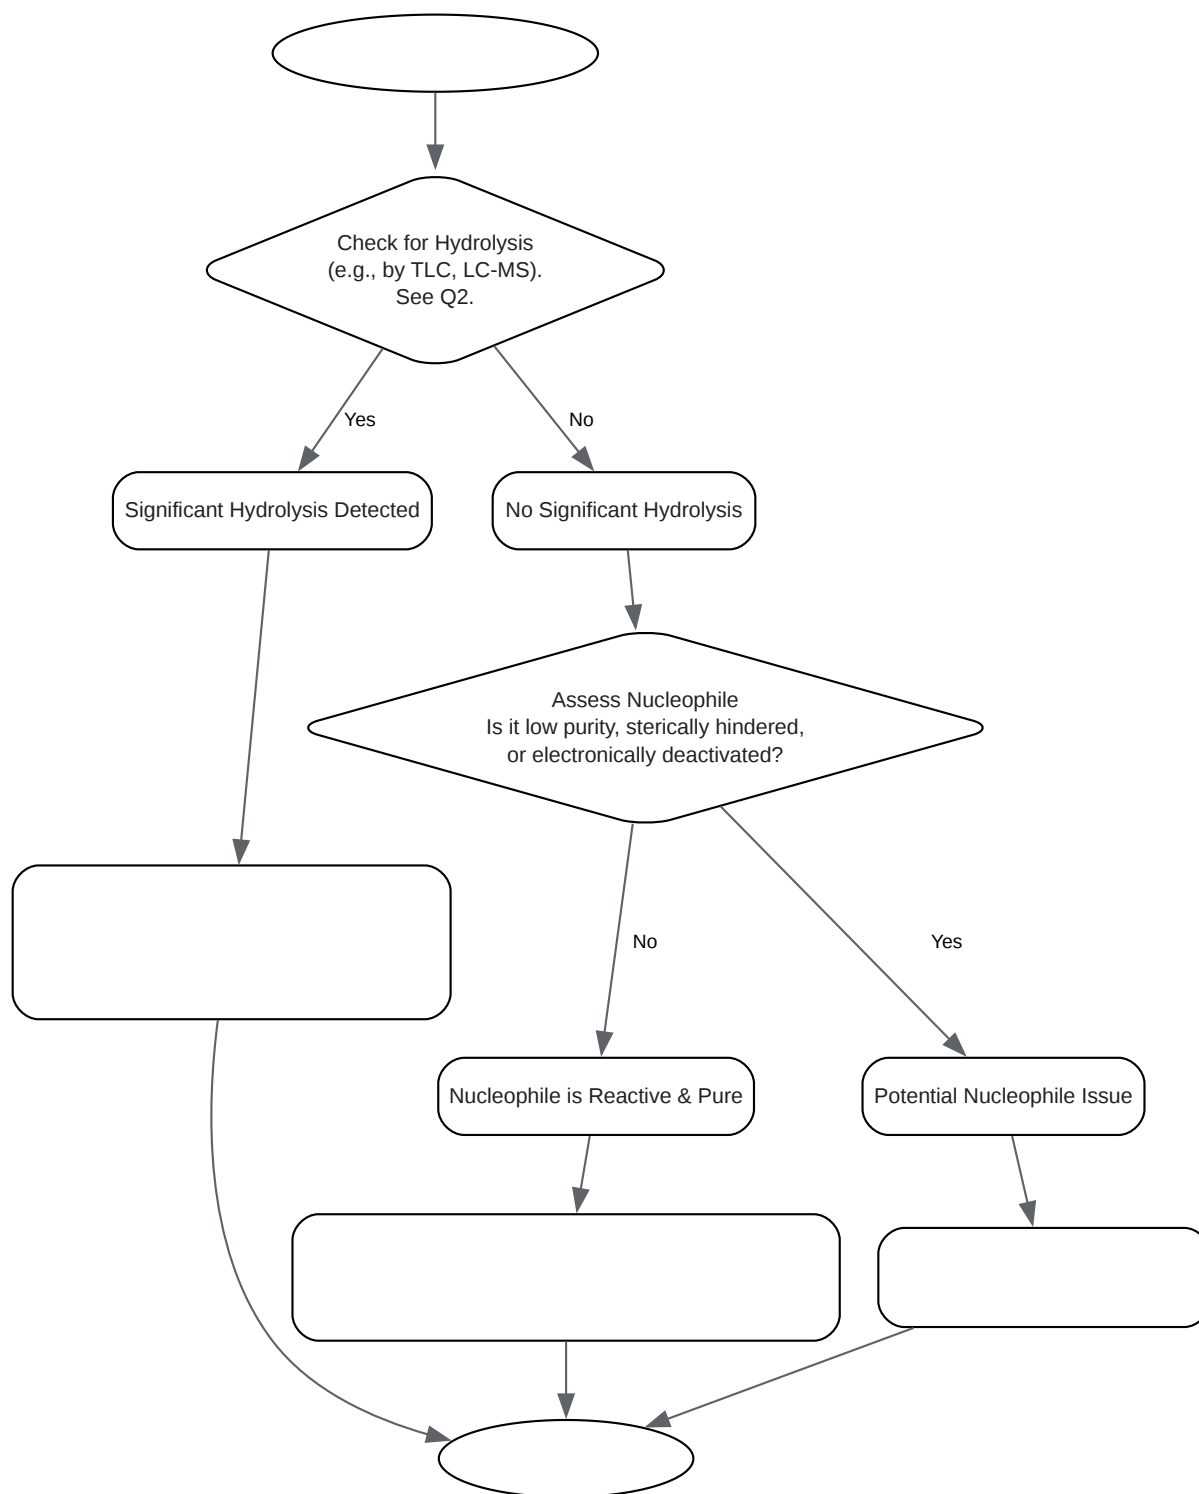 Check for Hydrolysis
(e.g., by TLC, LC-MS).
See Q2.
Yes
No
Significant Hydrolysis Detected
No Significant Hydrolysis
Assess Nucleophile
Is it low purity, sterically hindered,
or electronically deactivated?
No
Yes
Nucleophile is Reactive & Pure
Potential Nucleophile Issue